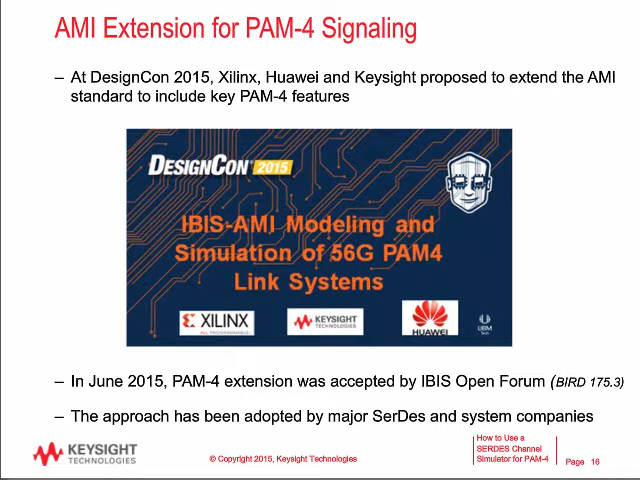 AMI Extension for PAM-4 Signaling
– At DesignCon 2015, Xilinx, Huawei and Keysight proposed to extend the AMI
standard to include key PAM-4 features
DESIGNCON 2015
IBIS-AMI Modeling and
Simulation of 56G PAM4
Link Systems
XILINX
ALL PROGRAMMABLE
KEYSIGHT
TECHNOLOGIES
HUAWEI
UBM
Tech
– In June 2015, PAM-4 extension was accepted by IBIS Open Forum (BIRD 175.3)
– The approach has been adopted by major SerDes and system companies
KEYSIGHT
TECHNOLOGIES
© Copyright 2015, Keysight Technologies
How to Use a
SERDES Channel
Simulator for PAM-4
Page 16